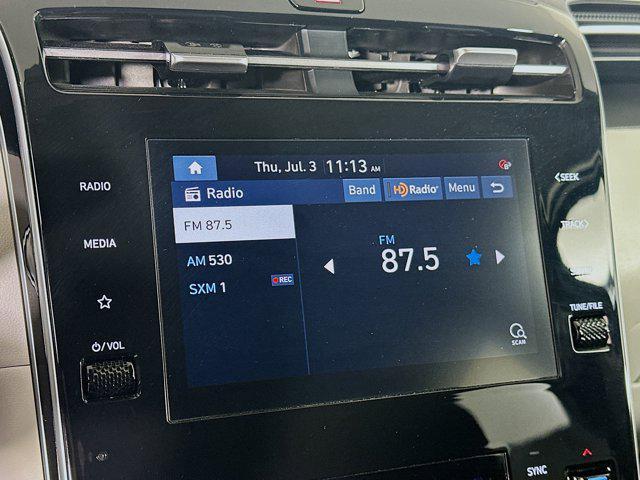 Thu, Jul. 3 11:13 AM
Radio Band HD Radio Menu
FM 87.5
AM 530
SXM 1 REC
FM
87.5
SCAN
RADIO
MEDIA
VOL
SEEK
TRACK
TUNE/FILE
SYNC